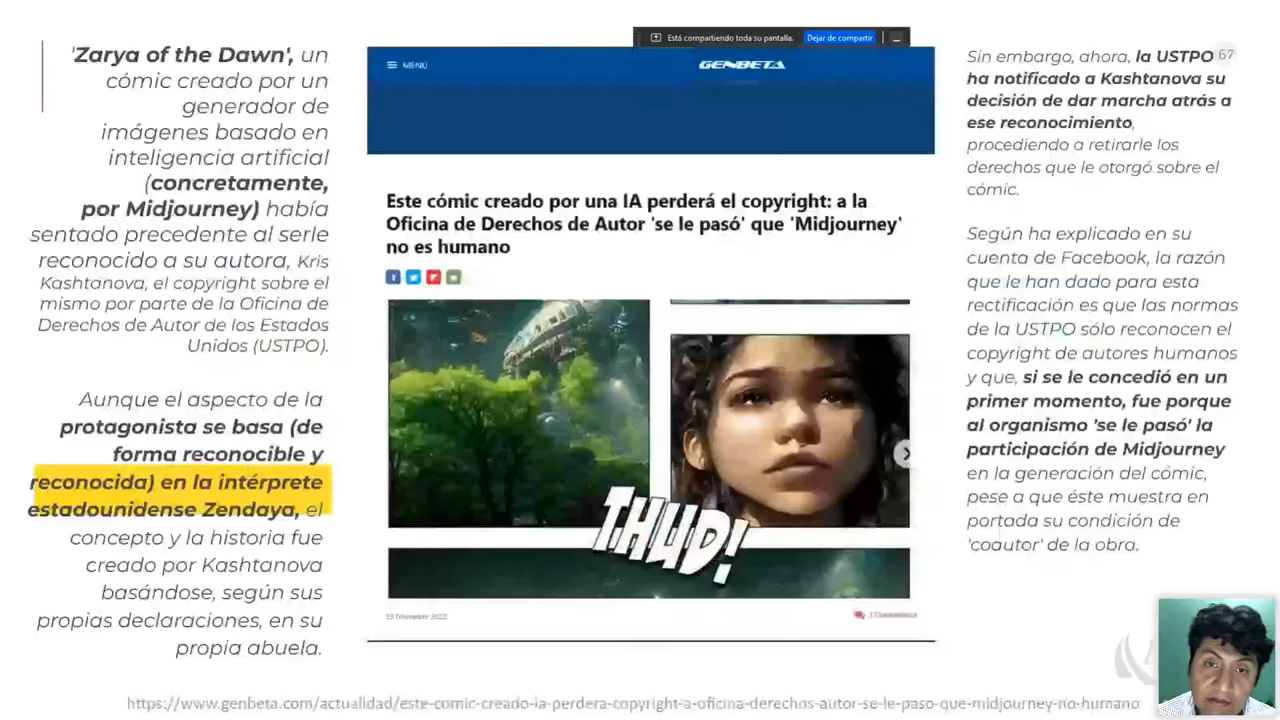 'Zarya of the Dawn', un
cómic creado por un
generador de
imágenes basado en
inteligencia artificial
(concretamente,
por Midjourney) había
sentado precedente al serle
reconocido a su autora, Kris
Kashtanova, el copyright sobre el
mismo por parte de la Oficina de
Derechos de Autor de los Estados
Unidos (USTPO).
Aunque el aspecto de la
protagonista se basa (de
forma reconocible y
reconocida) en la intérprete
estadounidense Zendaya, el
concepto y la historia fue
creado por Kashtanova
basándose, según sus
propias declaraciones, en su
propia abuela.
Está compartiendo toda su pantalla. Dejar de compartir
MENÚ GENBETA
Este cómic creado por una IA perderá el copyright: a la
Oficina de Derechos de Autor 'se le pasó' que 'Midjourney'
no es humano
THUD!
67
Sin embargo, ahora, la USTPO
ha notificado a Kashtanova su
decisión de dar marcha atrás a
ese reconocimiento,
procediendo a retirarle los
derechos que le otorgó sobre el
cómic.
Según ha explicado en su
cuenta de Facebook, la razón
que le han dado para esta
rectificación es que las normas
de la USTPO sólo reconocen el
copyright de autores humanos
y que, si se le concedió en un
primer momento, fue porque
al organismo 'se le pasó' la
participación de Midjourney
en la generación del cómic,
pese a que éste muestra en
portada su condición de
'coautor' de la obra.
https://www.genbeta.com/actualidad/este-comic-creado-ia-perdera-copyright-a-oficina-derechos-autor-se-le-paso-que-midjourney-no-humano